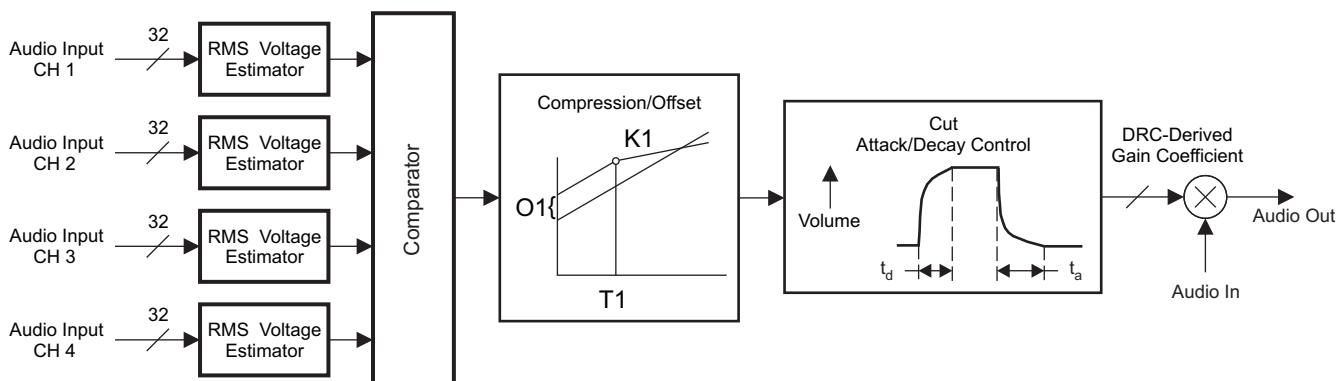 32
Audio Input
CH 1
RMS Voltage
Estimator
32
Audio Input
CH 2
RMS Voltage
Estimator
32
Audio Input
CH 3
RMS Voltage
Estimator
32
Audio Input
CH 4
RMS Voltage
Estimator
Comparator
Compression/Offset
K1
O1{
T1
Cut
Attack/Decay Control
Volume
td
ta
DRC-Derived
Gain Coefficient
Audio Out
Audio In